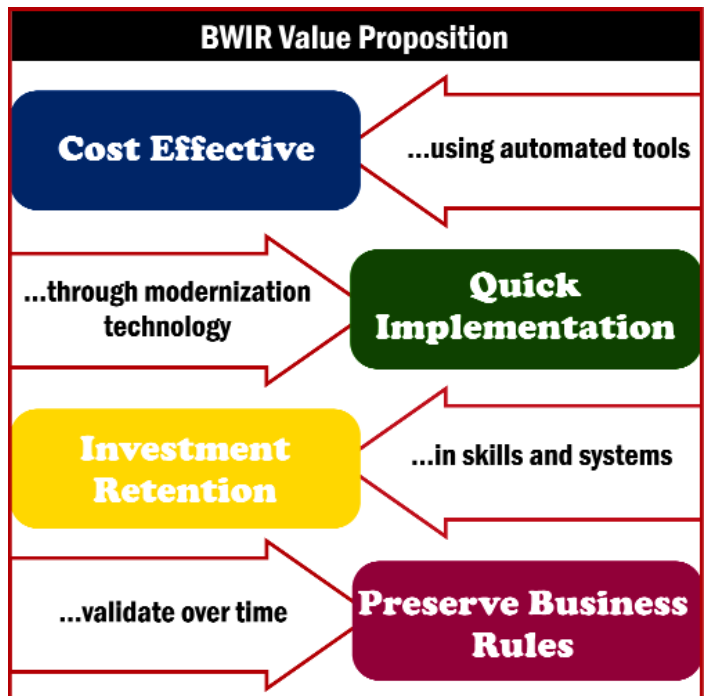 BWIR Value Proposition
Cost Effective
...using automated tools
...through modernization
technology
Quick
Implementation
Investment
Retention
...in skills and systems
...validate over time
Preserve Business
Rules